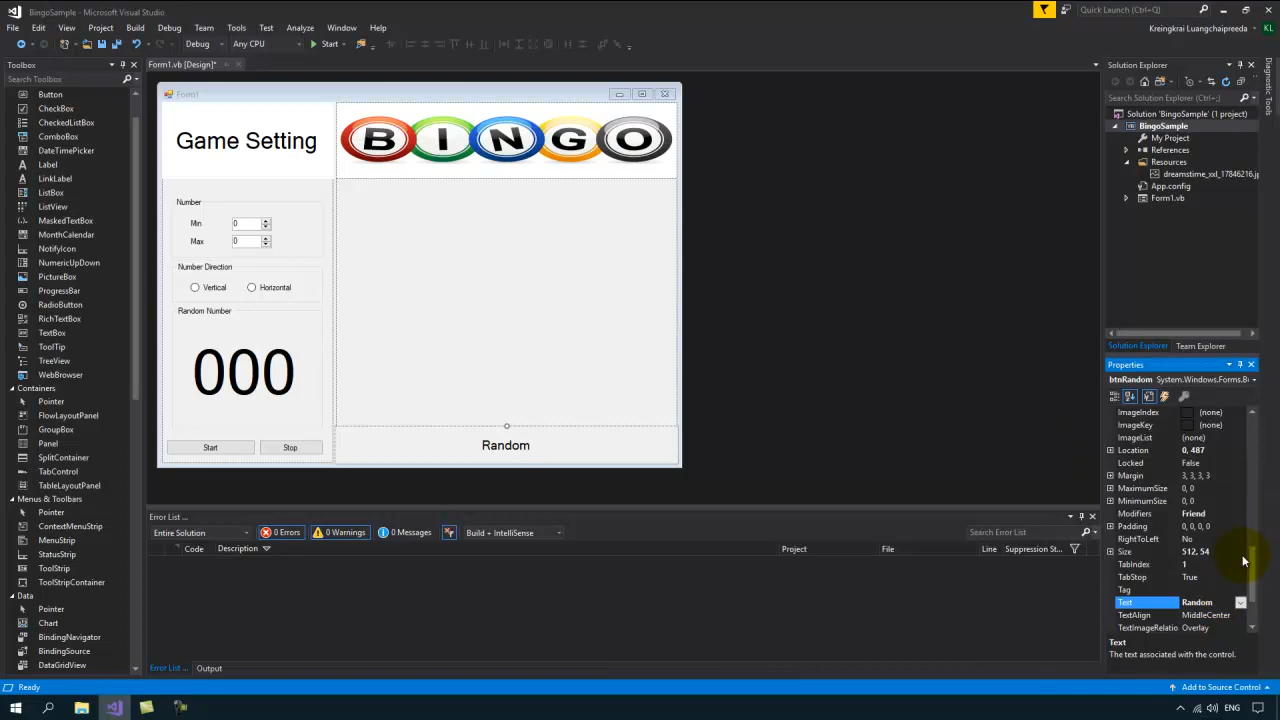 BingoSample - Microsoft Visual Studio
Quick Launch (Ctrl+Q)
File Edit View Project Build Debug Team Tools Test Analyze Window Help
Kreingkrai Luangchaipreeda KL
Debug Any CPU Start
Toolbox
Search Toolbox
Button
CheckBox
CheckedListBox
ComboBox
DateTimePicker
Label
LinkLabel
ListBox
ListView
MaskedTextBox
MonthCalendar
NotifyIcon
NumericUpDown
PictureBox
ProgressBar
RadioButton
RichTextBox
TextBox
ToolTip
TreeView
WebBrowser
Containers
Pointer
FlowLayoutPanel
GroupBox
Panel
SplitContainer
TabControl
TableLayoutPanel
Menus & Toolbars
Pointer
ContextMenuStrip
MenuStrip
StatusStrip
ToolStrip
ToolStripContainer
Data
Pointer
Chart
BindingNavigator
BindingSource
DataGridView
Form1.vb [Design]*
Form1
Game Setting
BINGO
Number
Min 0
Max 0
Number Direction
Vertical Horizontal
Random Number
000
Start Stop
Random
Error List ...
Entire Solution 0 Errors 0 Warnings 0 Messages Build + IntelliSense
Search Error List
Code Description Project File Line Suppression St...
Error List ... Output
Solution Explorer
Search Solution Explorer (Ctrl+;)
Solution 'BingoSample' (1 project)
BingoSample
My Project
References
Resources
dreamstime_xxl_17846216.jp
App.config
Form1.vb
Solution Explorer Team Explorer
Diagnostic Tools
Properties
btnRandom System.Windows.Forms.B
ImageIndex (none)
ImageKey (none)
ImageList (none)
Location 0, 487
Locked False
Margin 3, 3, 3, 3
MaximumSize 0, 0
MinimumSize 0, 0
Modifiers Friend
Padding 0, 0, 0, 0
RightToLeft No
Size 512, 54
TabIndex 1
TabStop True
Tag
Text Random
TextAlign MiddleCenter
TextImageRelatio Overlay
Text
The text associated with the control.
Ready
Add to Source Control
ENG